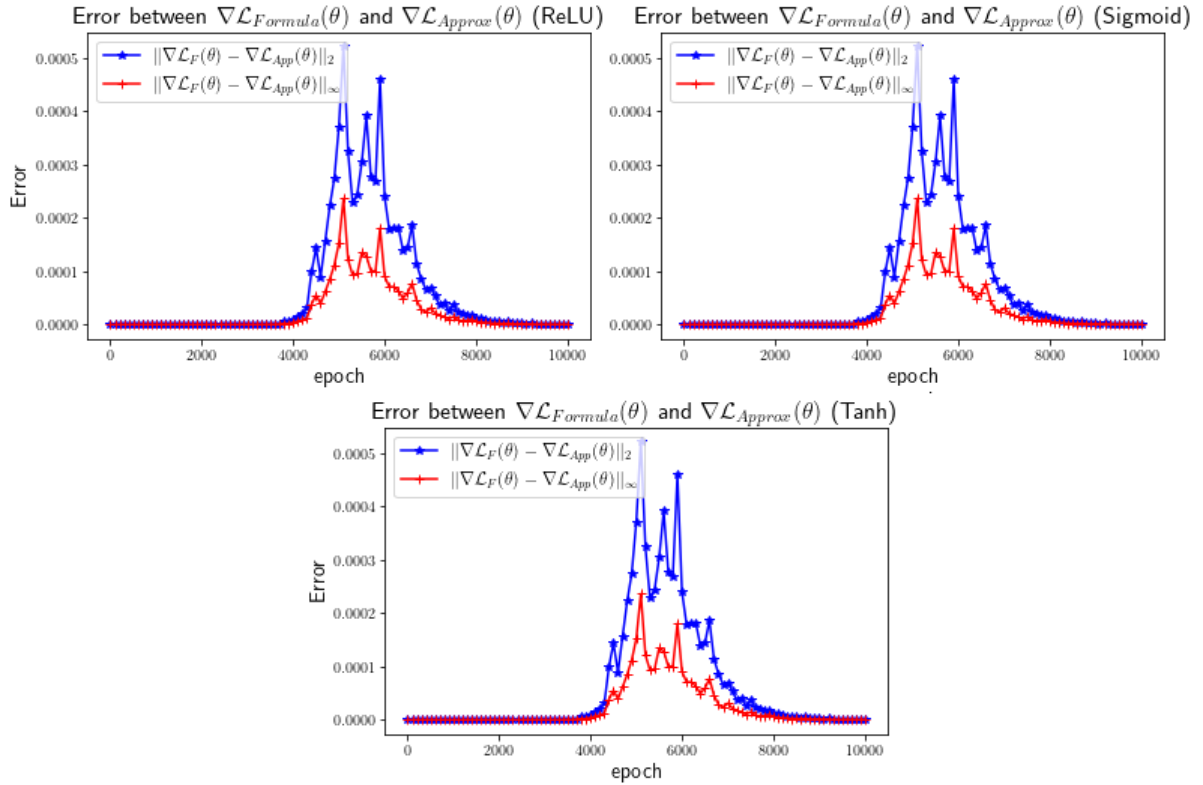 Error between ∇ℒ_{Formula}(θ) and ∇ℒ_{Approx}(θ) (ReLU)
||∇ℒ_F(θ) − ∇ℒ_{App}(θ)||_2
||∇ℒ_F(θ) − ∇ℒ_{App}(θ)||_∞
0.0005
0.0004
0.0003
0.0002
0.0001
0.0000
Error
0 2000 4000 6000 8000 10000
epoch
Error between ∇ℒ_{Formula}(θ) and ∇ℒ_{Approx}(θ) (Sigmoid)
||∇ℒ_F(θ) − ∇ℒ_{App}(θ)||_2
||∇ℒ_F(θ) − ∇ℒ_{App}(θ)||_∞
0.0005
0.0004
0.0003
0.0002
0.0001
0.0000
0 2000 4000 6000 8000 10000
epoch
Error between ∇ℒ_{Formula}(θ) and ∇ℒ_{Approx}(θ) (Tanh)
||∇ℒ_F(θ) − ∇ℒ_{App}(θ)||_2
||∇ℒ_F(θ) − ∇ℒ_{App}(θ)||_∞
0.0005
0.0004
0.0003
0.0002
0.0001
0.0000
Error
0 2000 4000 6000 8000 10000
epoch